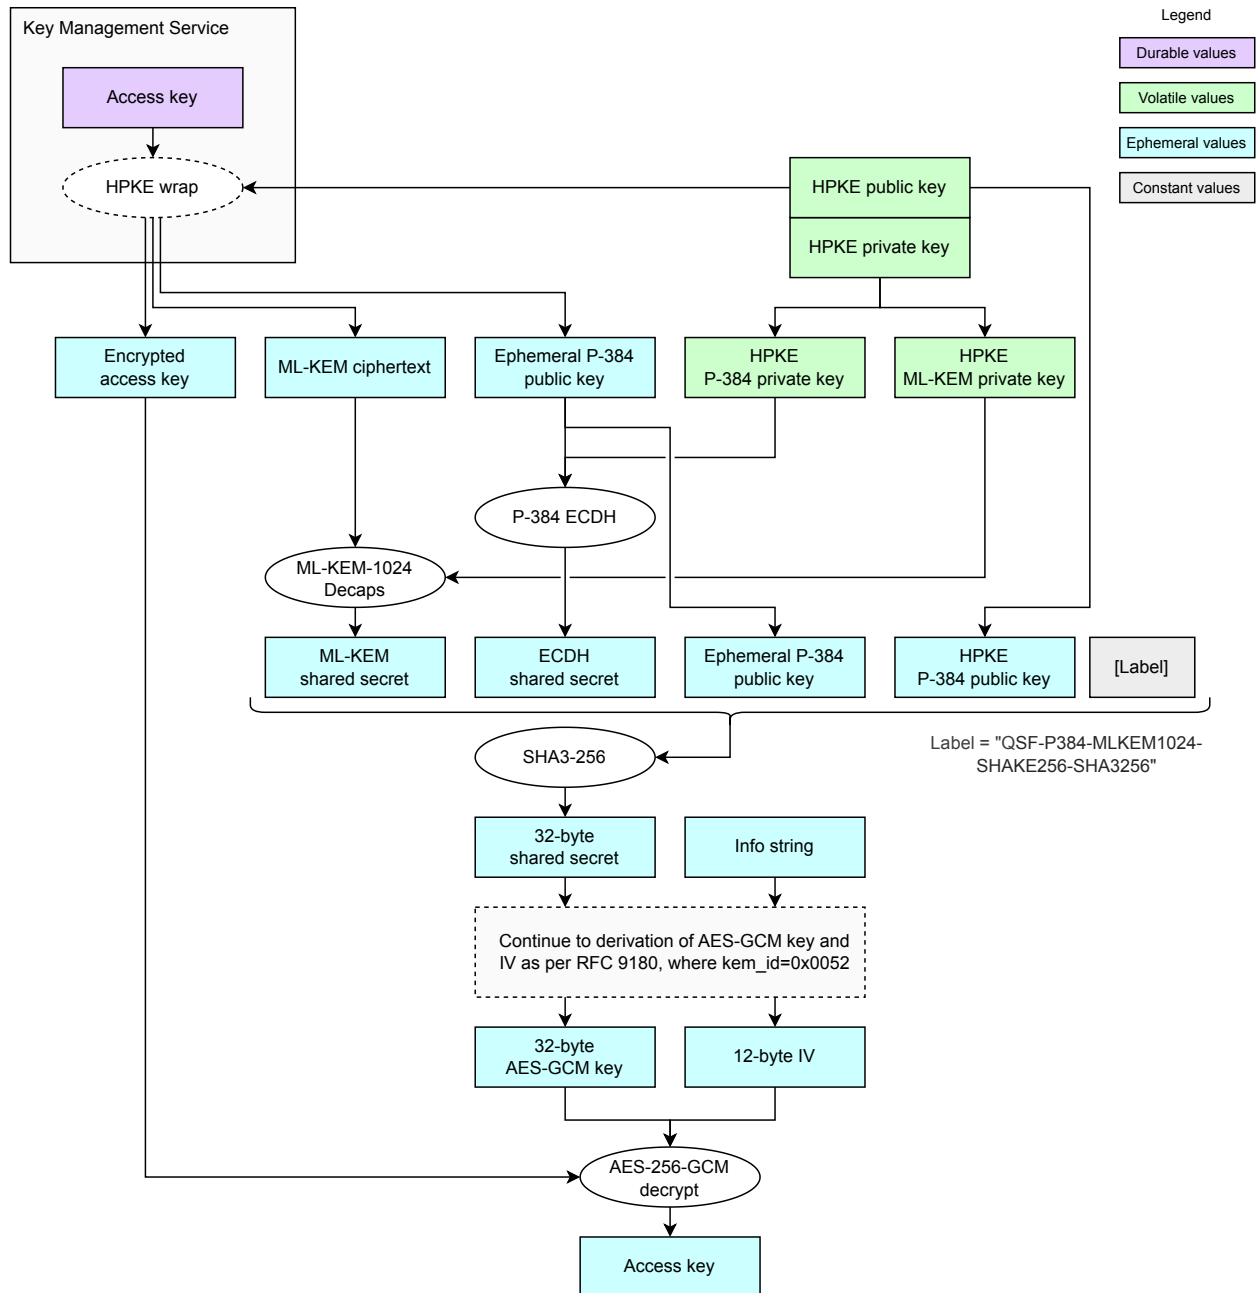 Key Management Service
Legend
Access key
Durable values
Volatile values
Ephemeral values
Constant values
HPKE wrap
HPKE public key
HPKE private key
Encrypted
access key
ML-KEM ciphertext
Ephemeral P-384
public key
HPKE
P-384 private key
HPKE
ML-KEM private key
P-384 ECDH
ML-KEM-1024
Decaps
ML-KEM
shared secret
ECDH
shared secret
Ephemeral P-384
public key
HPKE
P-384 public key
[Label]
SHA3-256
Label = "QSF-P384-MLKEM1024-
SHAKE256-SHA3256"
32-byte
shared secret
Info string
Continue to derivation of AES-GCM key and
IV as per RFC 9180, where kem_id=0x0052
32-byte
AES-GCM key
12-byte IV
AES-256-GCM
decrypt
Access key